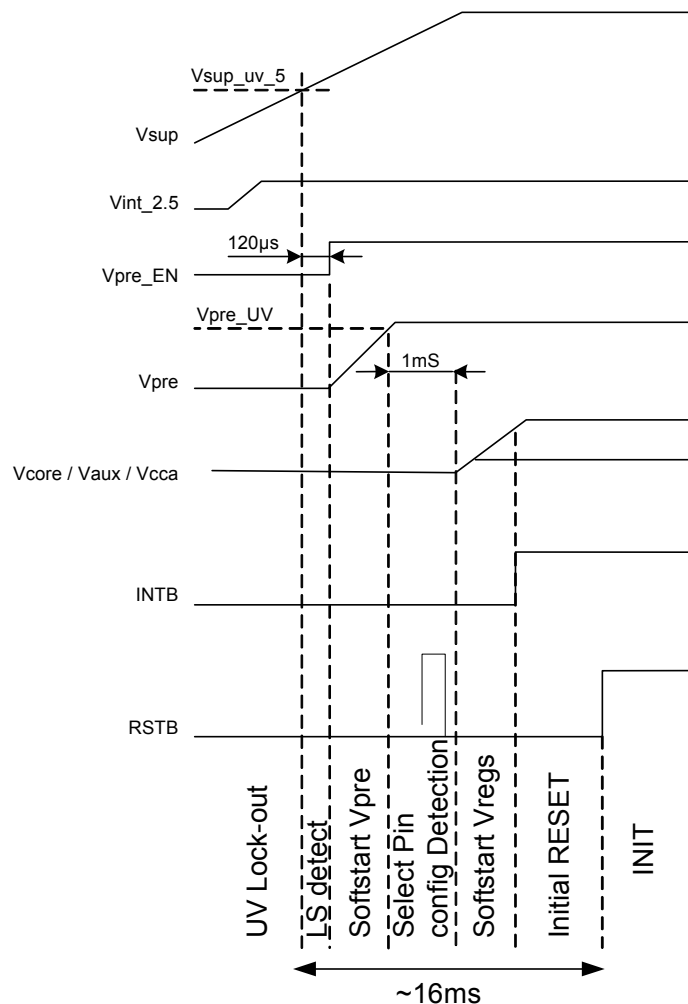 Vsup_uv_5
Vsup
Vint_2.5
120µs
Vpre_EN
Vpre_UV
1mS
Vpre
Vcore / Vaux / Vcca
INTB
RSTB
UV Lock-out
LS detect
Softstart Vpre
Select Pin
config Detection
Softstart Vregs
Initial RESET
INIT
~16ms